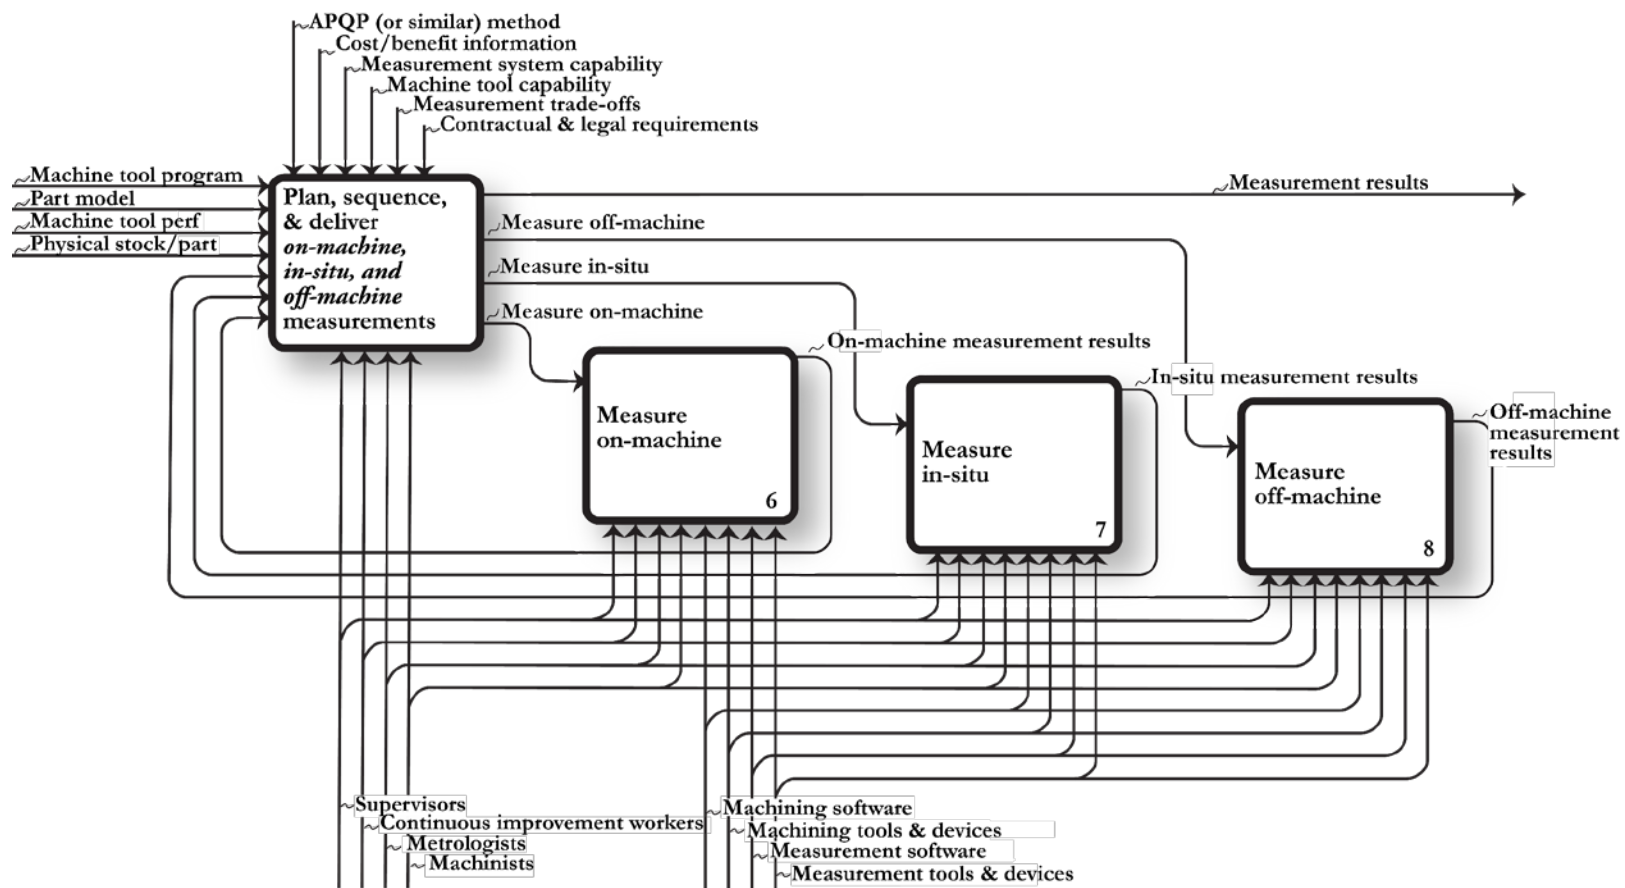 APQP (or similar) method
Cost/benefit information
Measurement system capability
Machine tool capability
Measurement trade-offs
Contractual & legal requirements
Machine tool program
Part model
Machine tool perf
Physical stock/part
Plan, sequence,
& deliver
on-machine,
in-situ, and
off-machine
measurements
Measurement results
Measure off-machine
Measure in-situ
Measure on-machine
On-machine measurement results
In-situ measurement results
Off-machine
measurement
results
Measure
on-machine
6
Measure
in-situ
7
Measure
off-machine
8
Supervisors
Continuous improvement workers
Metrologists
Machinists
Machining software
Machining tools & devices
Measurement software
Measurement tools & devices